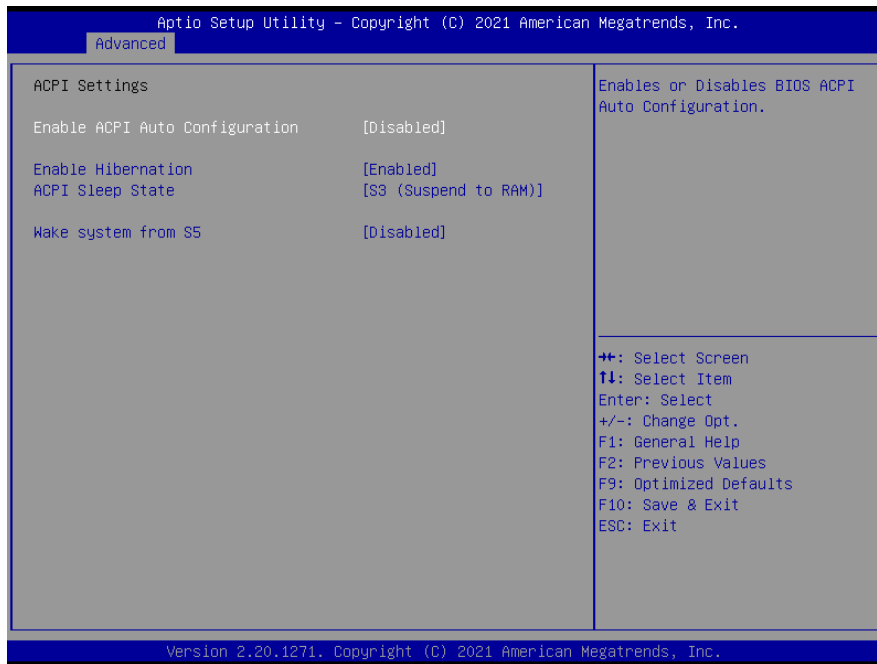 Aptio Setup Utility – Copyright (C) 2021 American Megatrends, Inc.
Advanced
ACPI Settings
Enable ACPI Auto Configuration [Disabled]
Enable Hibernation [Enabled]
ACPI Sleep State [S3 (Suspend to RAM)]
Wake system from S5 [Disabled]
Enables or Disables BIOS ACPI
Auto Configuration.
→←: Select Screen
↑↓: Select Item
Enter: Select
+/-: Change Opt.
F1: General Help
F2: Previous Values
F9: Optimized Defaults
F10: Save & Exit
ESC: Exit
Version 2.20.1271. Copyright (C) 2021 American Megatrends, Inc.